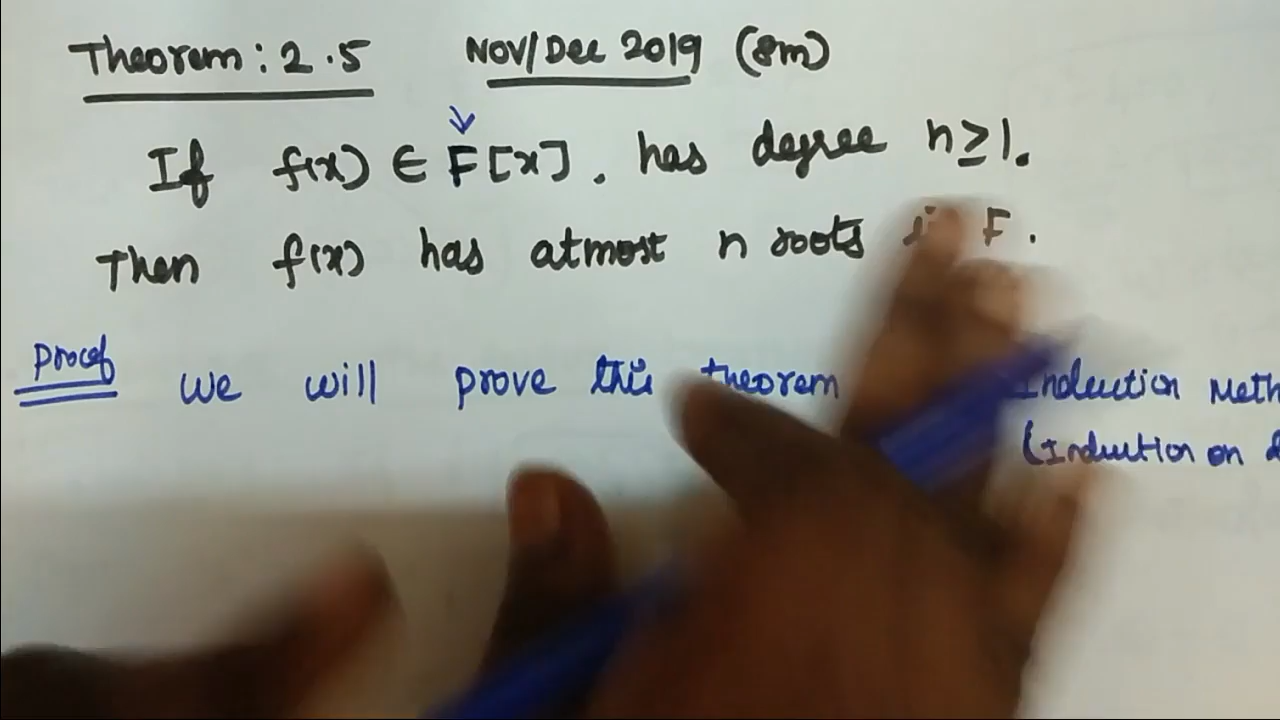 Theorem: 2.5 NOV/Dec 2019 (8m)
If f(x) ∈ F[x]. has degree n≥1.
Then f(x) has atmost n roots F.
Proof we will prove this theorem Induction
(Induction on